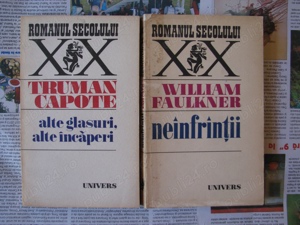 ROMANUL SECOLULUI
XX
TRUMAN
CAPOTE
alte glasuri,
alte încăperi
UNIVERS
ROMANUL SECOLULUI
XX
WILLIAM
FAULKNER
neînfrînţii
UNIVERS